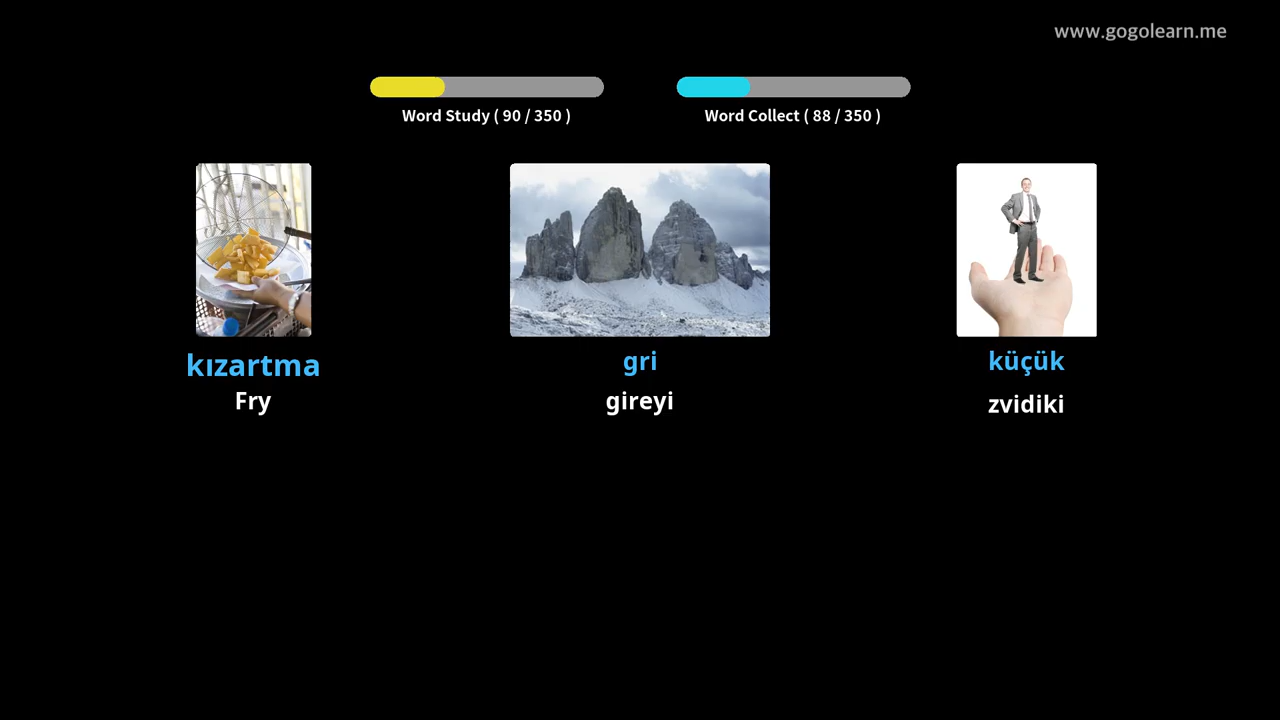 www.gogolearn.me
Word Study ( 90 / 350 )
Word Collect ( 88 / 350 )
kızartma
Fry
gri
gireyi
küçük
zvidiki